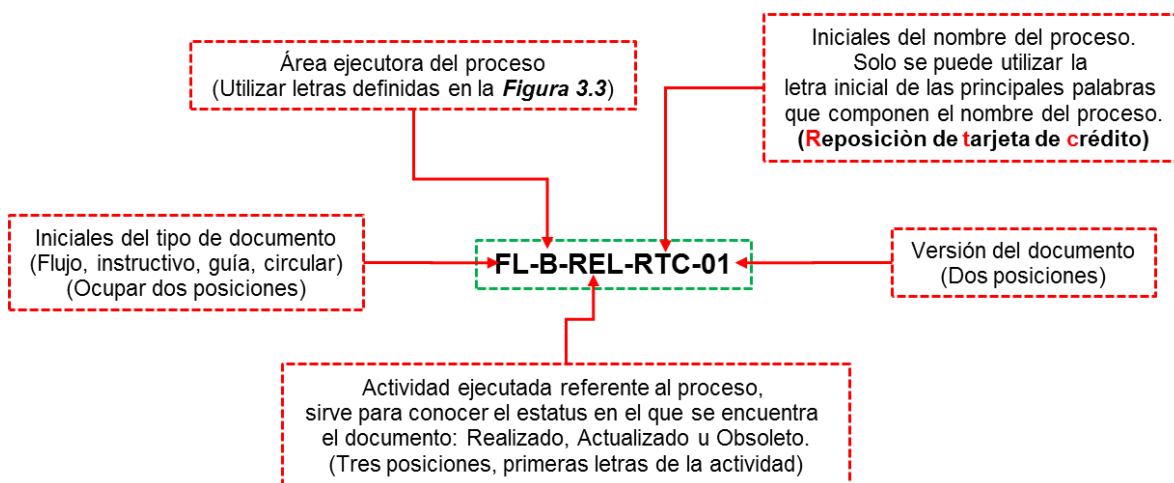 Área ejecutora del proceso
(Utilizar letras definidas en la Figura 3.3)
Iniciales del nombre del proceso.
Solo se puede utilizar la
letra inicial de las principales palabras
que componen el nombre del proceso.
(Reposiciòn de tarjeta de crédito)
Iniciales del tipo de documento
(Flujo, instructivo, guía, circular)
(Ocupar dos posiciones)
FL-B-REL-RTC-01
Versión del documento
(Dos posiciones)
Actividad ejecutada referente al proceso,
sirve para conocer el estatus en el que se encuentra
el documento: Realizado, Actualizado u Obsoleto.
(Tres posiciones, primeras letras de la actividad)